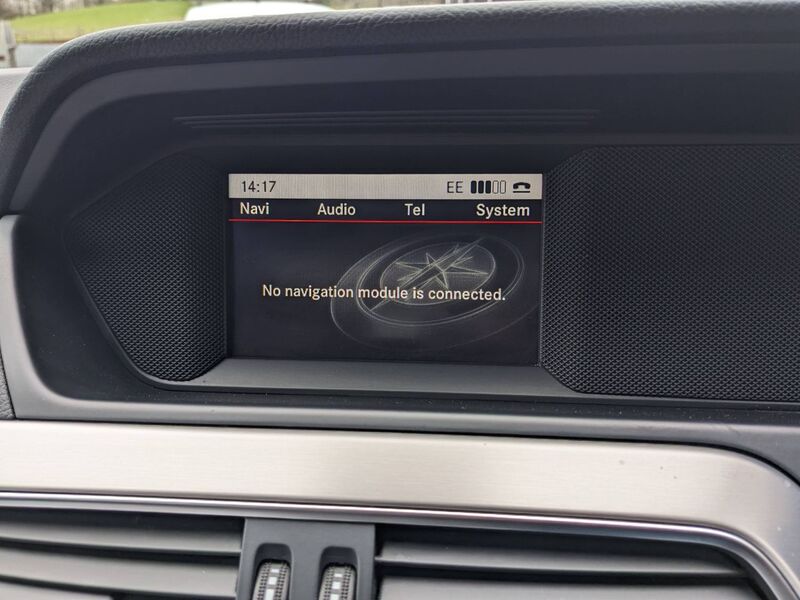 14:17 EE
Navi Audio Tel System
No navigation module is connected.